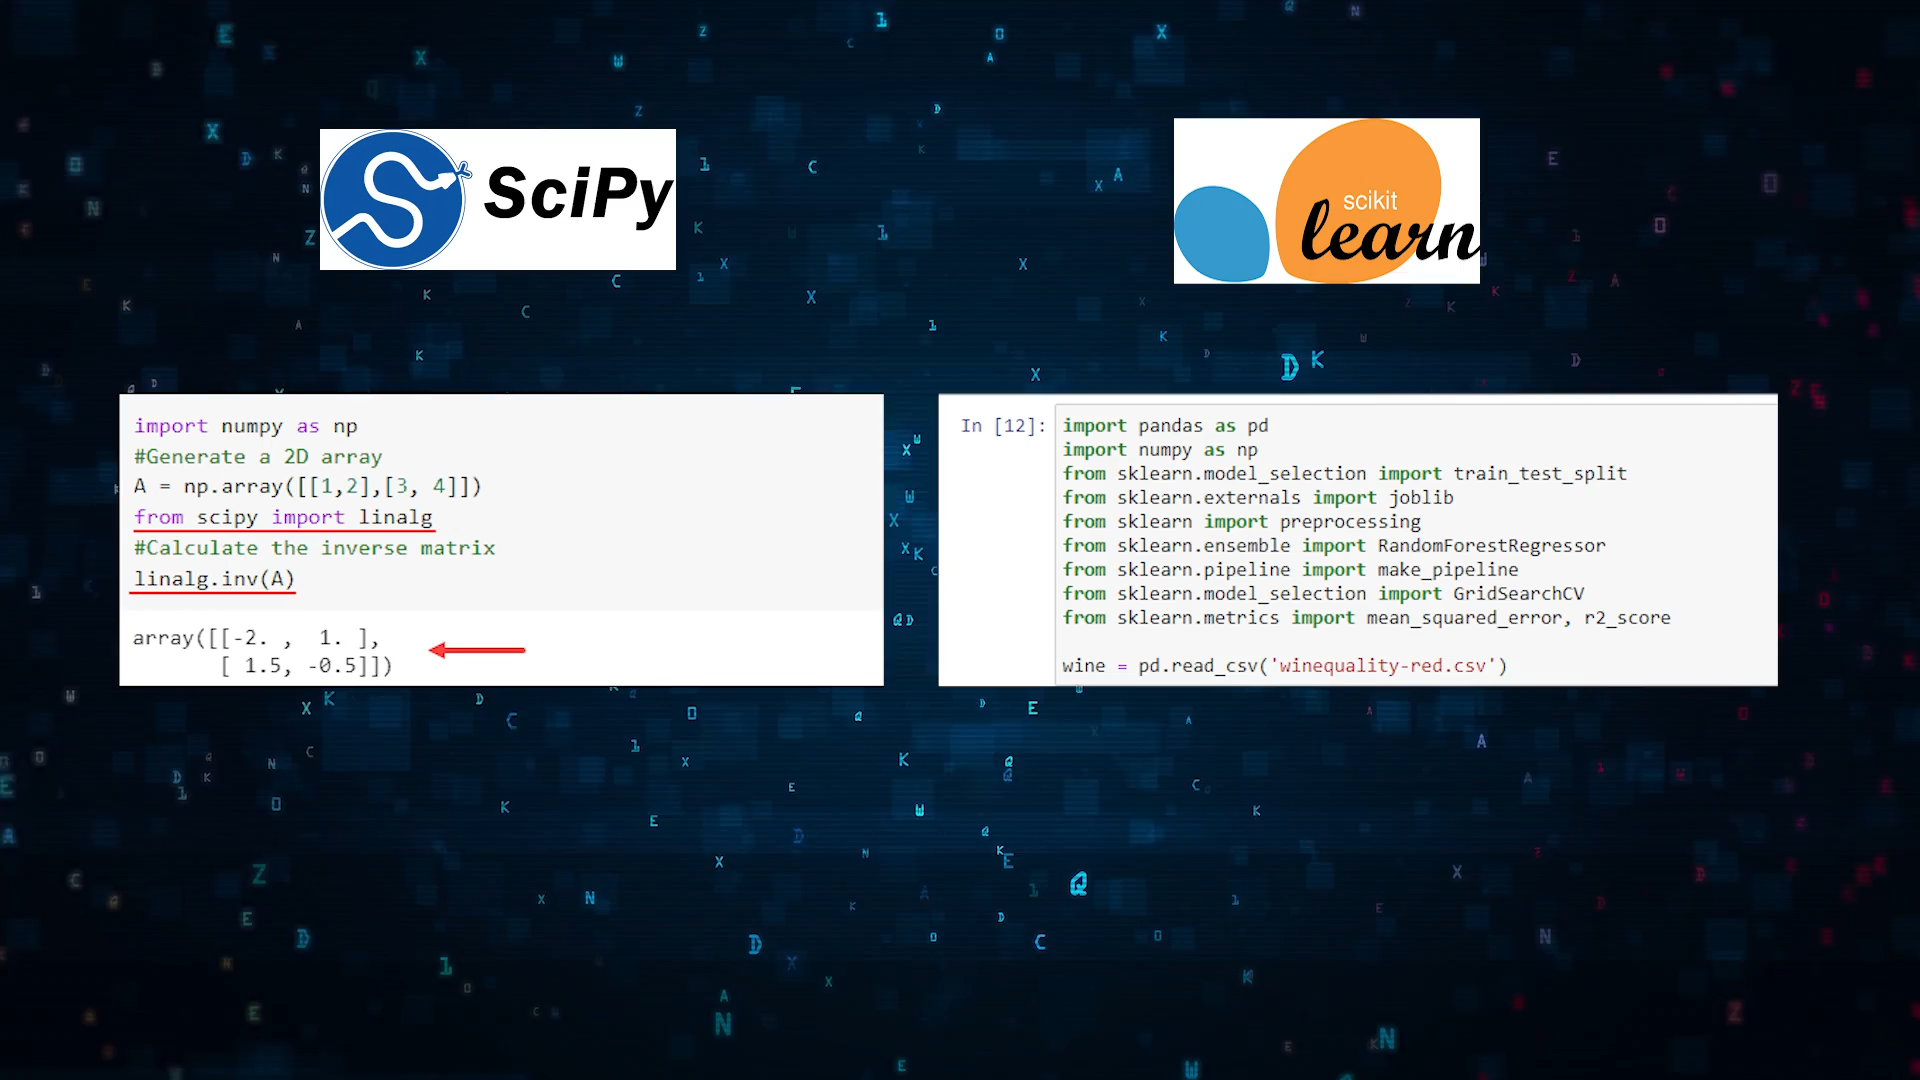 SciPy
scikit
learn
import numpy as np
#Generate a 2D array
A = np.array([[1,2],[3, 4]])
from scipy import linalg
#Calculate the inverse matrix
linalg.inv(A)
array([[-2. ,  1. ],
       [ 1.5, -0.5]])
In [12]: import pandas as pd
import numpy as np
from sklearn.model_selection import train_test_split
from sklearn.externals import joblib
from sklearn import preprocessing
from sklearn.ensemble import RandomForestRegressor
from sklearn.pipeline import make_pipeline
from sklearn.model_selection import GridSearchCV
from sklearn.metrics import mean_squared_error, r2_score
wine = pd.read_csv('winequality-red.csv')